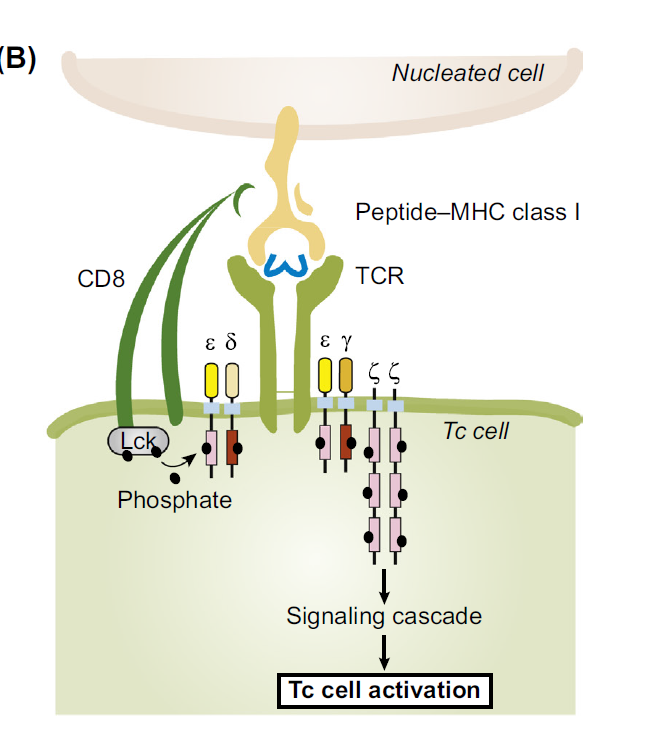 (B)
Nucleated cell
Peptide–MHC class I
CD8
TCR
ε δ
ε γ
ζ ζ
Tc cell
Lck
Phosphate
Signaling cascade
Tc cell activation